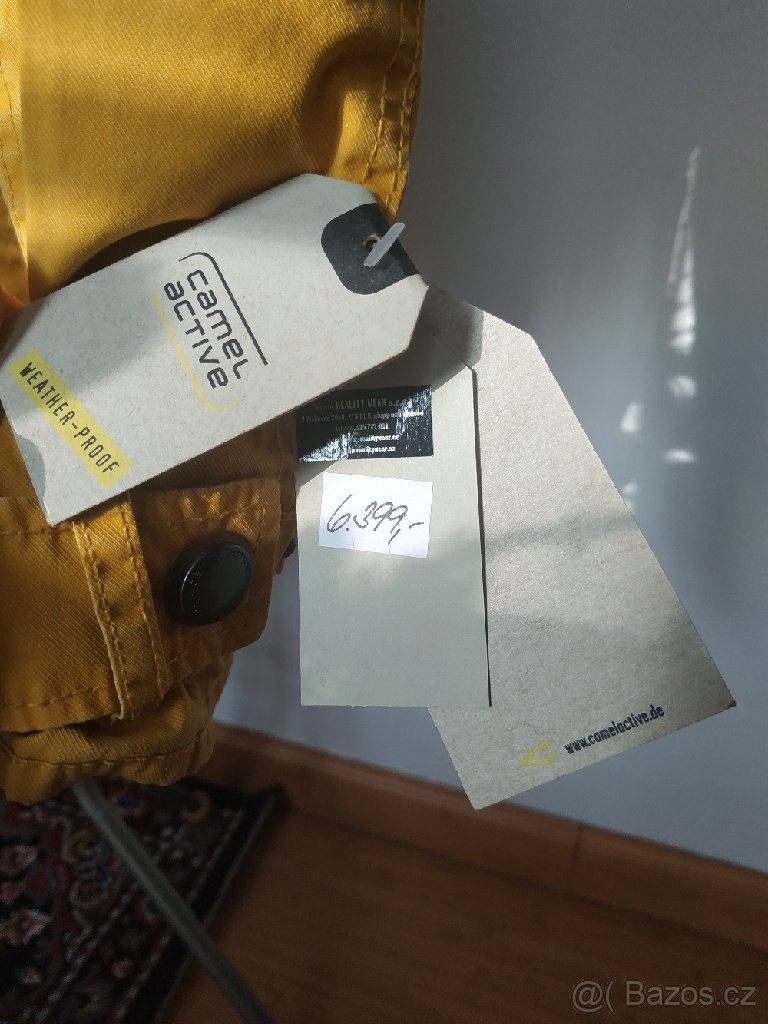 camel
active
WEATHER-PROOF
REALITY WEAR s.r.o.
6.399,-
www.camelactive.de
@( Bazos.cz